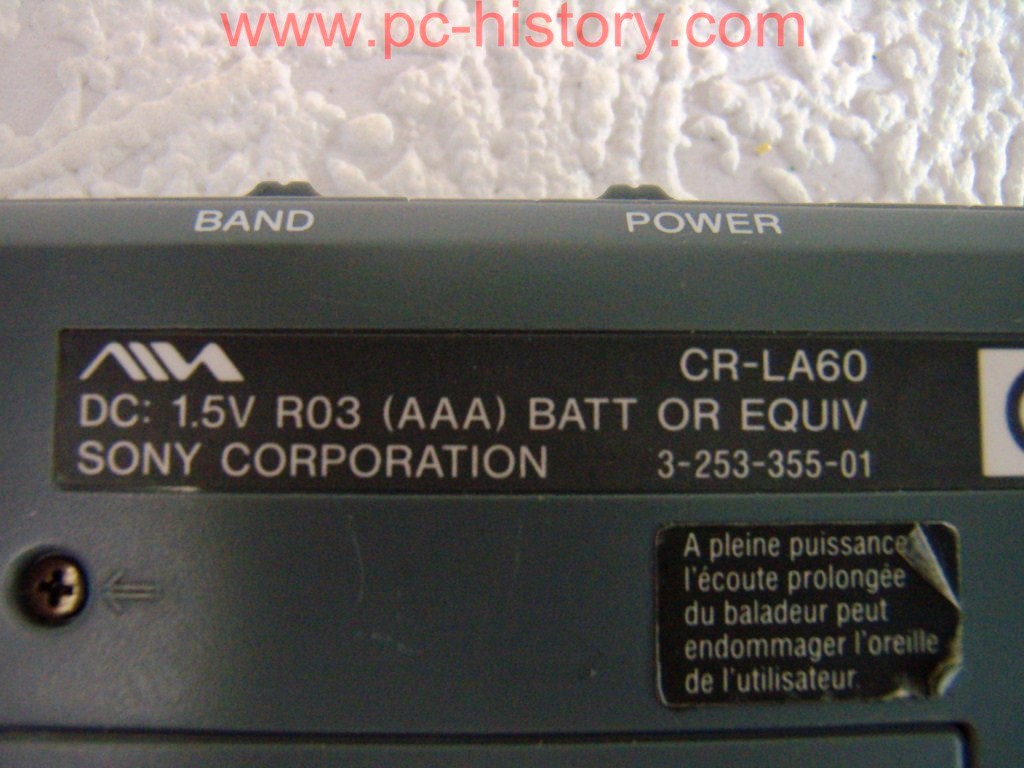 www.pc-history.com
BAND POWER
AIWA CR-LA60
DC: 1.5V R03 (AAA) BATT OR EQUIV
SONY CORPORATION 3-253-355-01
A pleine puissance
l'écoute prolongée
du baladeur peut
endommager l'oreille
de l'utilisateur.